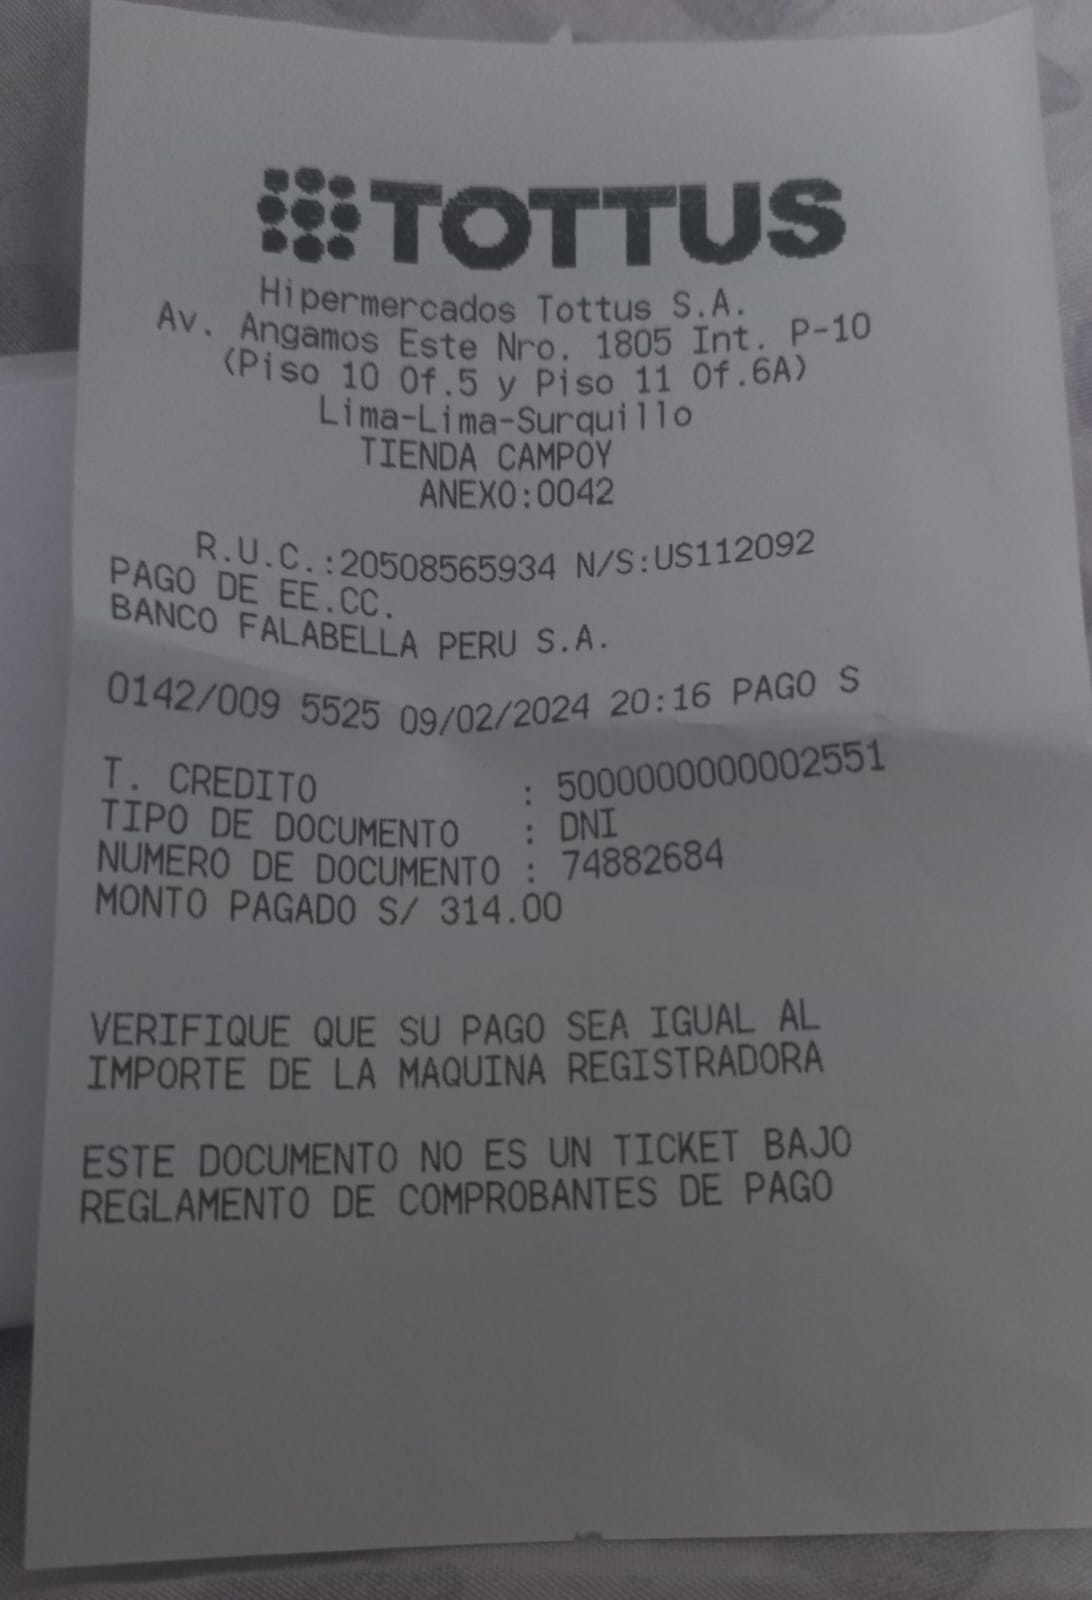 TOTTUS
Hipermercados Tottus S.A.
Av. Angamos Este Nro. 1805 Int. P-10
(Piso 10 Of.5 y Piso 11 Of.6A)
Lima-Lima-Surquillo
TIENDA CAMPOY
ANEXO:0042
R.U.C.:20508565934 N/S:US112092
PAGO DE EE.CC.
BANCO FALABELLA PERU S.A.
0142/009 5525 09/02/2024 20:16 PAGO S
T. CREDITO : 5000000000002551
TIPO DE DOCUMENTO : DNI
NUMERO DE DOCUMENTO : 74882684
MONTO PAGADO S/ 314.00
VERIFIQUE QUE SU PAGO SEA IGUAL AL
IMPORTE DE LA MAQUINA REGISTRADORA
ESTE DOCUMENTO NO ES UN TICKET BAJO
REGLAMENTO DE COMPROBANTES DE PAGO